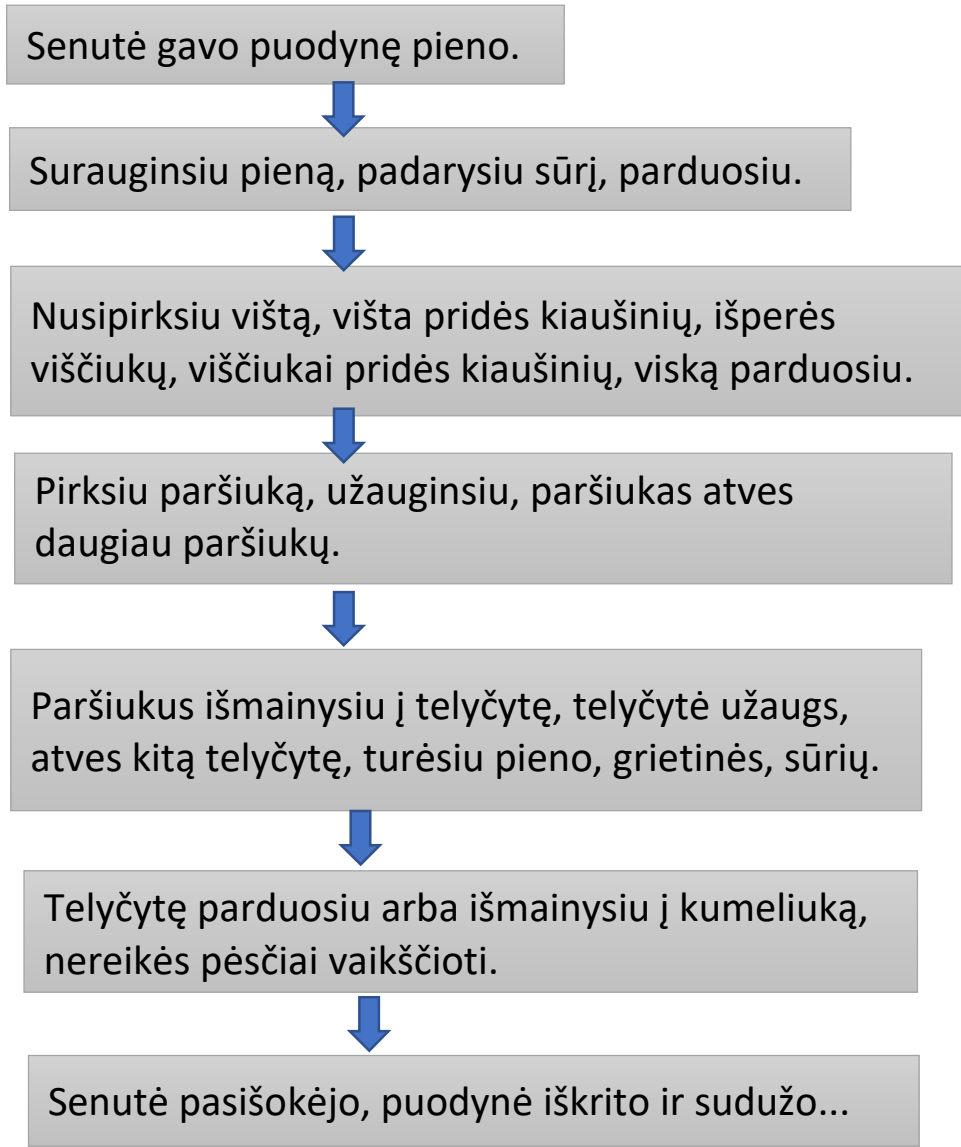 Senutė gavo puodynę pieno.
Surauginsiu pieną, padarysiu sūrį, parduosiu.
Nusipirksiu vištą, višta pridės kiaušinių, išperės
viščiukų, viščiukai pridės kiaušinių, viską parduosiu.
Pirksiu paršiuką, užauginsiu, paršiukas atves
daugiau paršiukų.
Paršiukus išmainysiu į telyčytę, telyčytė užaugs,
atves kitą telyčytę, turėsiu pieno, grietinės, sūrių.
Telyčytę parduosiu arba išmainysiu į kumeliuką,
nereikės pėsčiai vaikščioti.
Senutė pasišokėjo, puodynė iškrito ir sudužo...